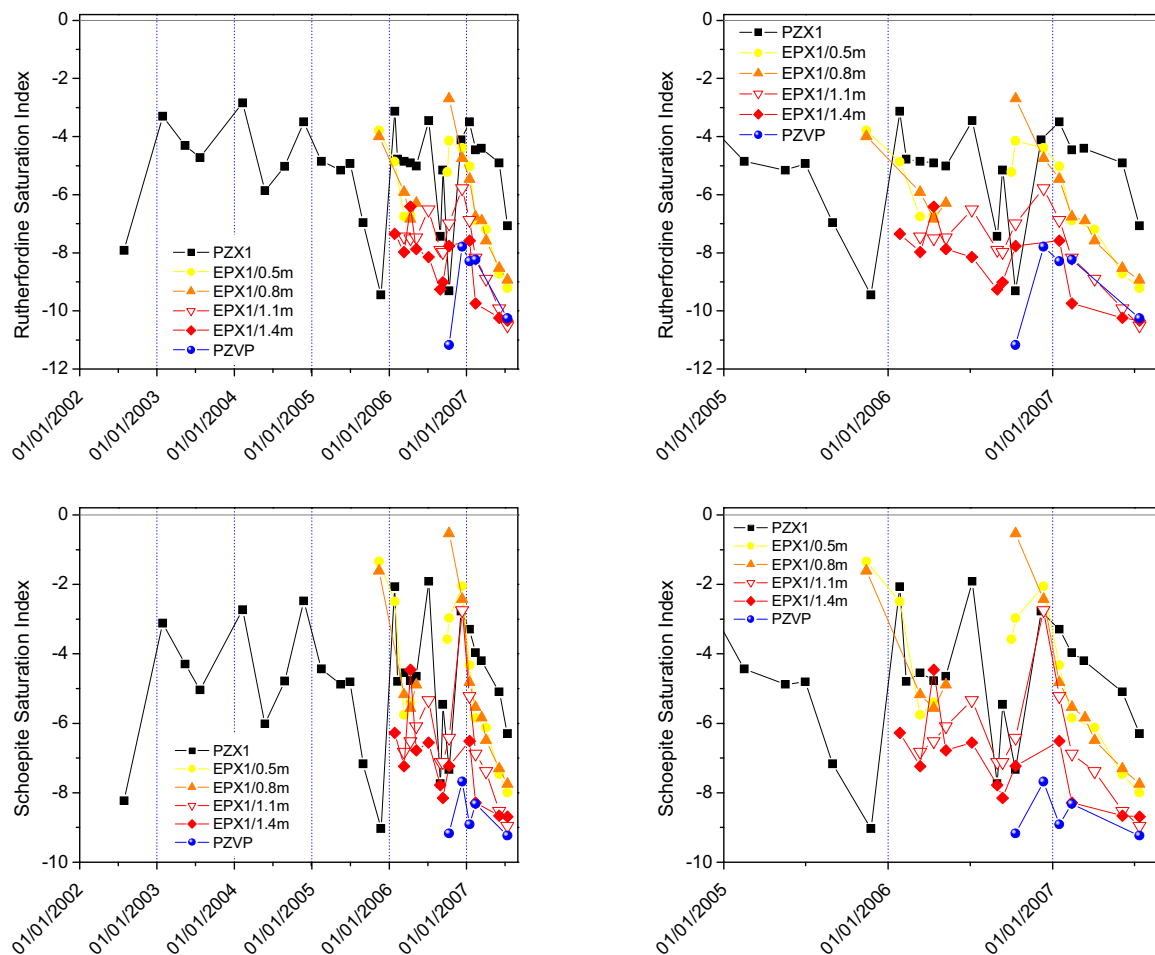 0
-2
-4
-6
-8
-10
-12
Rutherfordine Saturation Index
PZX1
EPX1/0.5m
EPX1/0.8m
EPX1/1.1m
EPX1/1.4m
PZVP
01/01/2002
01/01/2003
01/01/2004
01/01/2005
01/01/2006
01/01/2007
0
-2
-4
-6
-8
-10
-12
Rutherfordine Saturation Index
PZX1
EPX1/0.5m
EPX1/0.8m
EPX1/1.1m
EPX1/1.4m
PZVP
01/01/2005
01/01/2006
01/01/2007
0
-2
-4
-6
-8
-10
Schoepite Saturation Index
PZX1
EPX1/0.5m
EPX1/0.8m
EPX1/1.1m
EPX1/1.4m
PZVP
01/01/2002
01/01/2003
01/01/2004
01/01/2005
01/01/2006
01/01/2007
0
-2
-4
-6
-8
-10
Schoepite Saturation Index
PZX1
EPX1/0.5m
EPX1/0.8m
EPX1/1.1m
EPX1/1.4m
PZVP
01/01/2005
01/01/2006
01/01/2007